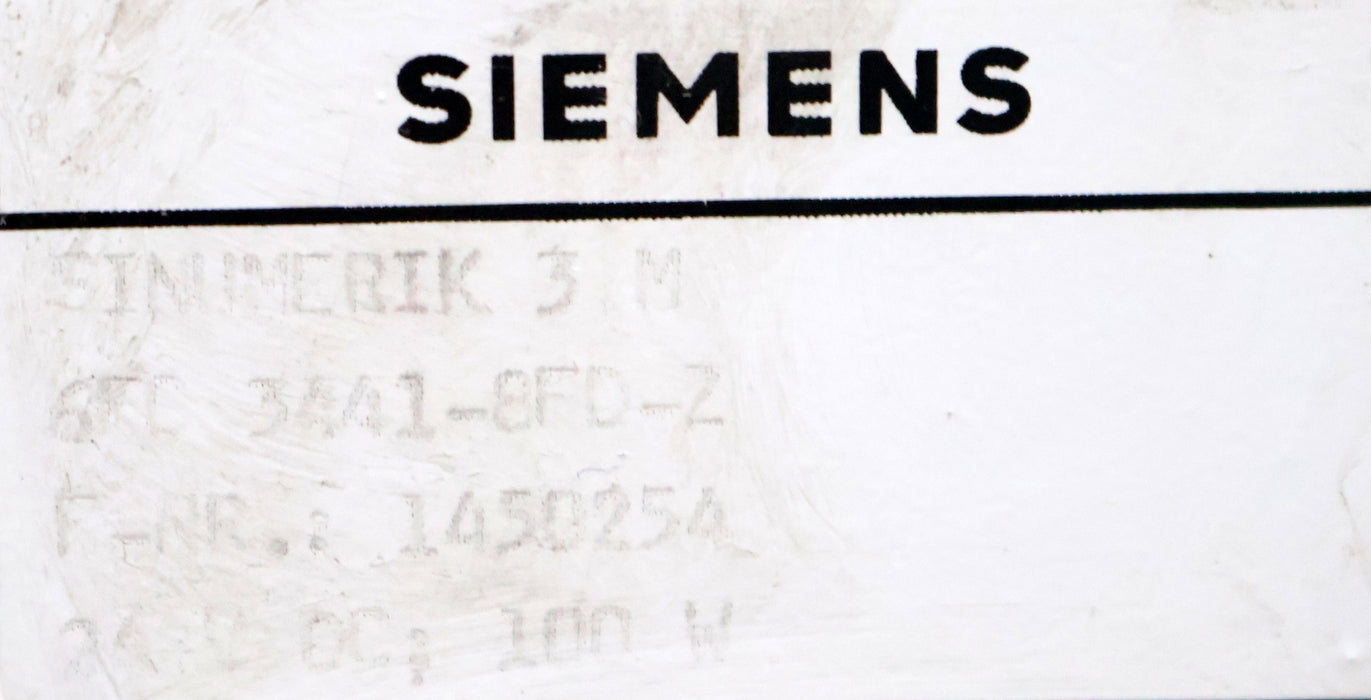 SIEMENS
SINUMERIK 3 M
6FC 3441-8FD-Z
F-NR.: 1450254
24 V DC; 100 W